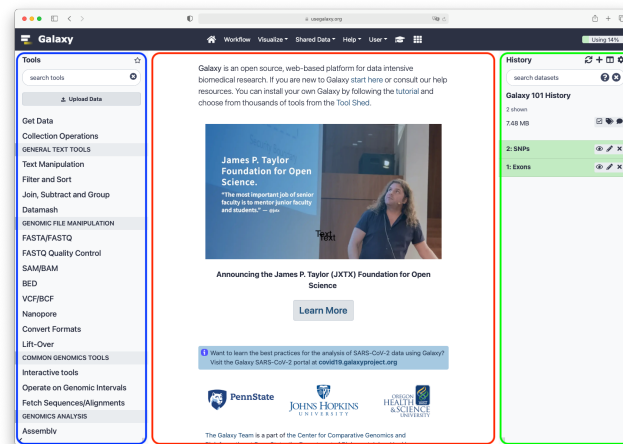 usegalaxy.org
Galaxy
Workflow Visualize Shared Data Help User
Using 14%
Tools
search tools
Upload Data
Get Data
Collection Operations
GENERAL TEXT TOOLS
Text Manipulation
Filter and Sort
Join, Subtract and Group
Datamash
GENOMIC FILE MANIPULATION
FASTA/FASTQ
FASTQ Quality Control
SAM/BAM
BED
VCF/BCF
Nanopore
Convert Formats
Lift-Over
COMMON GENOMICS TOOLS
Interactive tools
Operate on Genomic Intervals
Fetch Sequences/Alignments
GENOMICS ANALYSIS
Assembly
Galaxy is an open source, web-based platform for data intensive
biomedical research. If you are new to Galaxy start here or consult our help
resources. You can install your own Galaxy by following the tutorial and
choose from thousands of tools from the Tool Shed.
James P. Taylor
Foundation for Open
Science.
"The most important job of senior
faculty is to mentor junior faculty
and students." — @jxtx
Text
Text
Announcing the James P. Taylor (JXTX) Foundation for Open
Science
Learn More
Want to learn the best practices for the analysis of SARS-CoV-2 data using Galaxy?
Visit the Galaxy SARS-CoV-2 portal at covid19.galaxyproject.org
PennState
JOHNS HOPKINS
UNIVERSITY
OREGON
HEALTH
& SCIENCE
UNIVERSITY
The Galaxy Team is a part of the Center for Comparative Genomics and
History
search datasets
Galaxy 101 History
2 shown
7.48 MB
2: SNPs
1: Exons